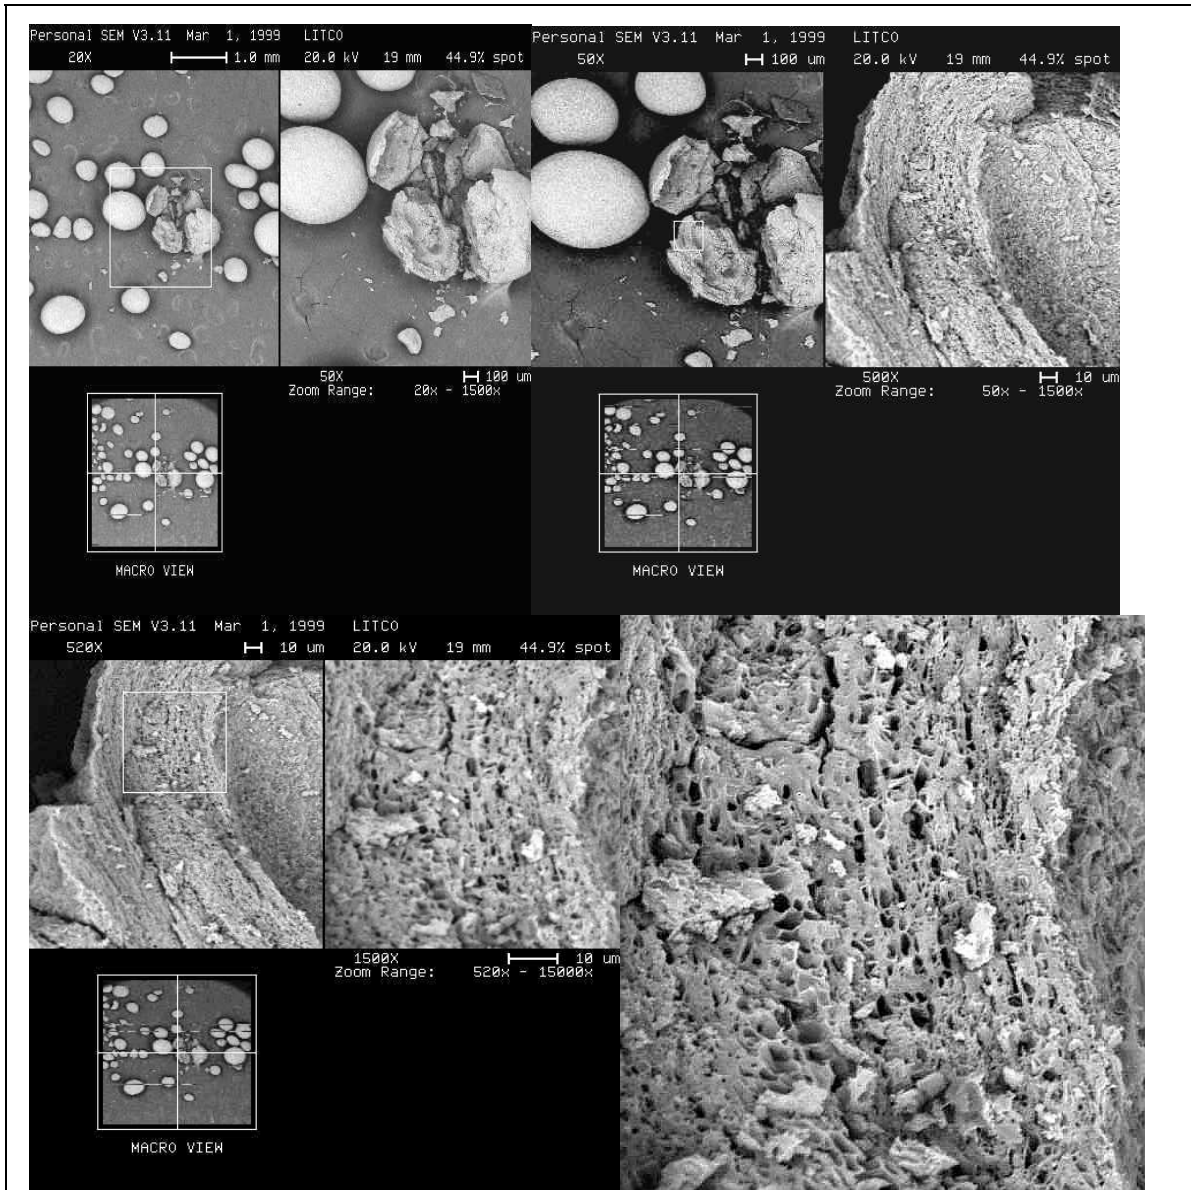 Personal SEM V3.11 Mar 1, 1999 LITCO
20X 1.0 mm 20.0 kV 19 mm 44.9% spot
50X 100 um
Zoom Range: 20x - 1500x
MACRO VIEW
Personal SEM V3.11 Mar 1, 1999 LITCO
50X 100 um 20.0 kV 19 mm 44.9% spot
500X 10 um
Zoom Range: 50x - 1500x
MACRO VIEW
Personal SEM V3.11 Mar 1, 1999 LITCO
520X 10 um 20.0 kV 19 mm 44.9% spot
1500X 10 um
Zoom Range: 520x - 15000x
MACRO VIEW